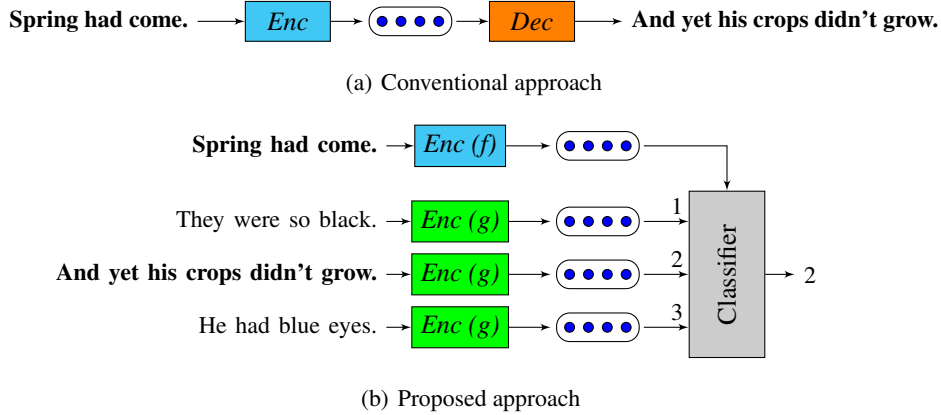 Spring had come. Enc Dec And yet his crops didn't grow.
(a) Conventional approach
Spring had come. Enc (f)
They were so black. Enc (g) 1
And yet his crops didn't grow. Enc (g) 2 Classifier 2
He had blue eyes. Enc (g) 3
(b) Proposed approach